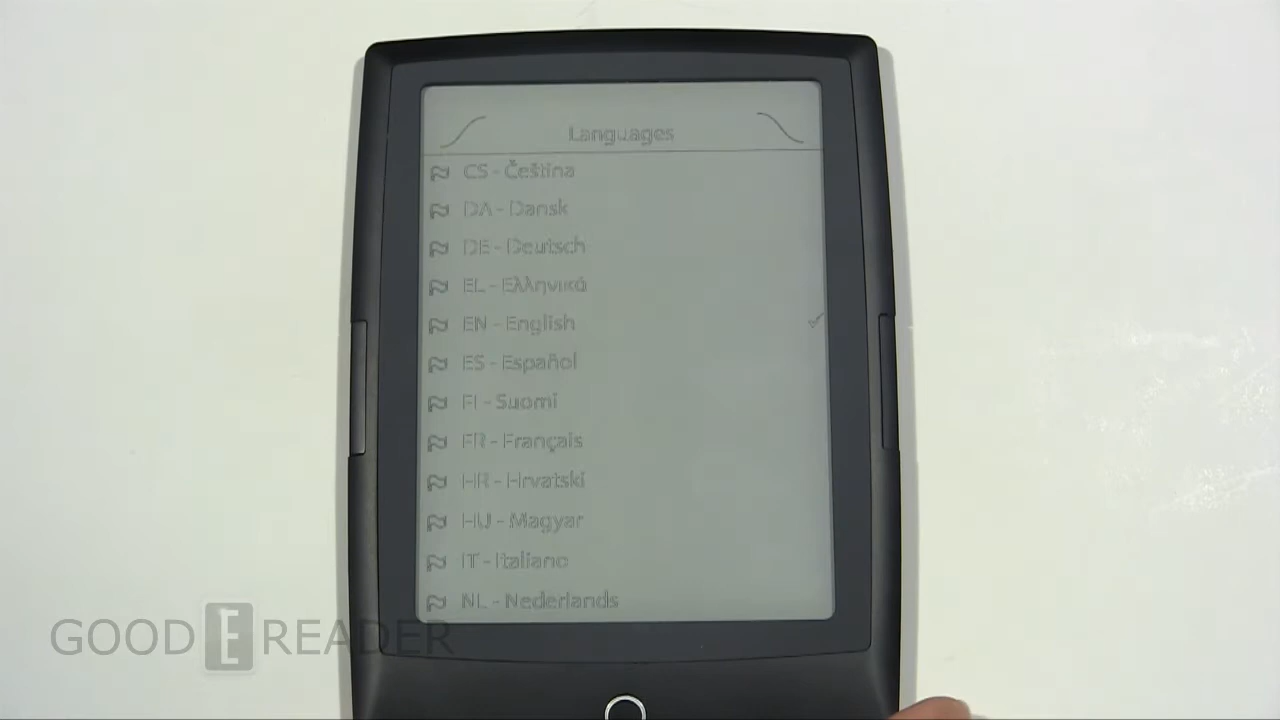 Languages
CS - Čeština
DA - Dansk
DE - Deutsch
EL - Ελληνικά
EN - English
ES - Español
FI - Suomi
FR - Français
HR - Hrvatski
HU - Magyar
IT - Italiano
NL - Nederlands
GOOD E READER